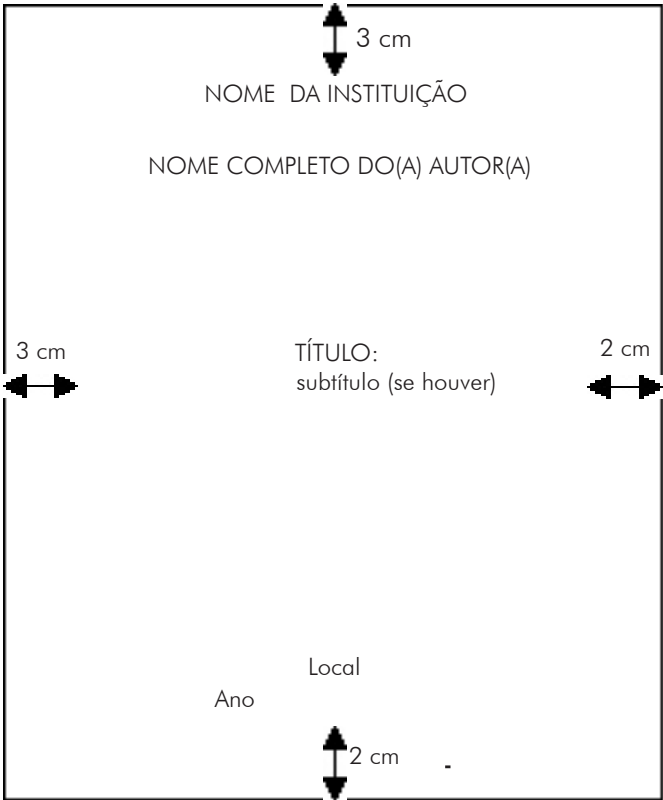 3 cm
NOME DA INSTITUIÇÃO
NOME COMPLETO DO(A) AUTOR(A)
3 cm
TÍTULO:
2 cm
subtítulo (se houver)
Local
Ano
2 cm
-